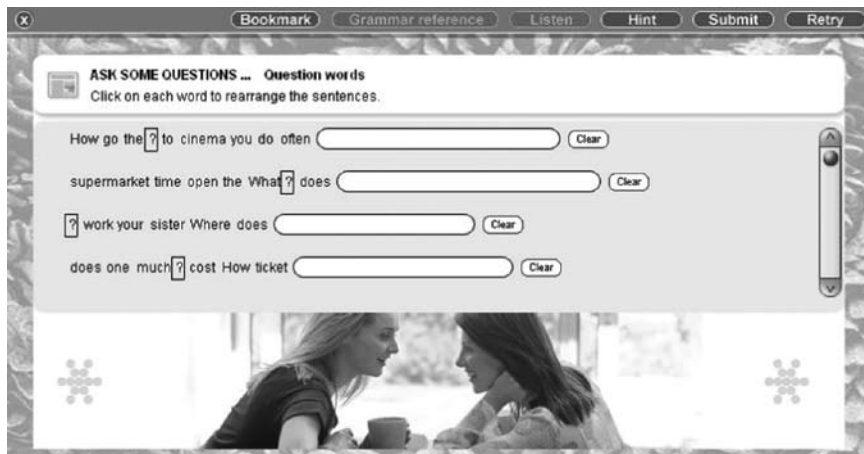 X Bookmark Grammar reference Listen Hint Submit Retry
ASK SOME QUESTIONS ... Question words
Click on each word to rearrange the sentences.
How go the ? to cinema you do often Clear
supermarket time open the What ? does Clear
? work your sister Where does Clear
does one much ? cost How ticket Clear